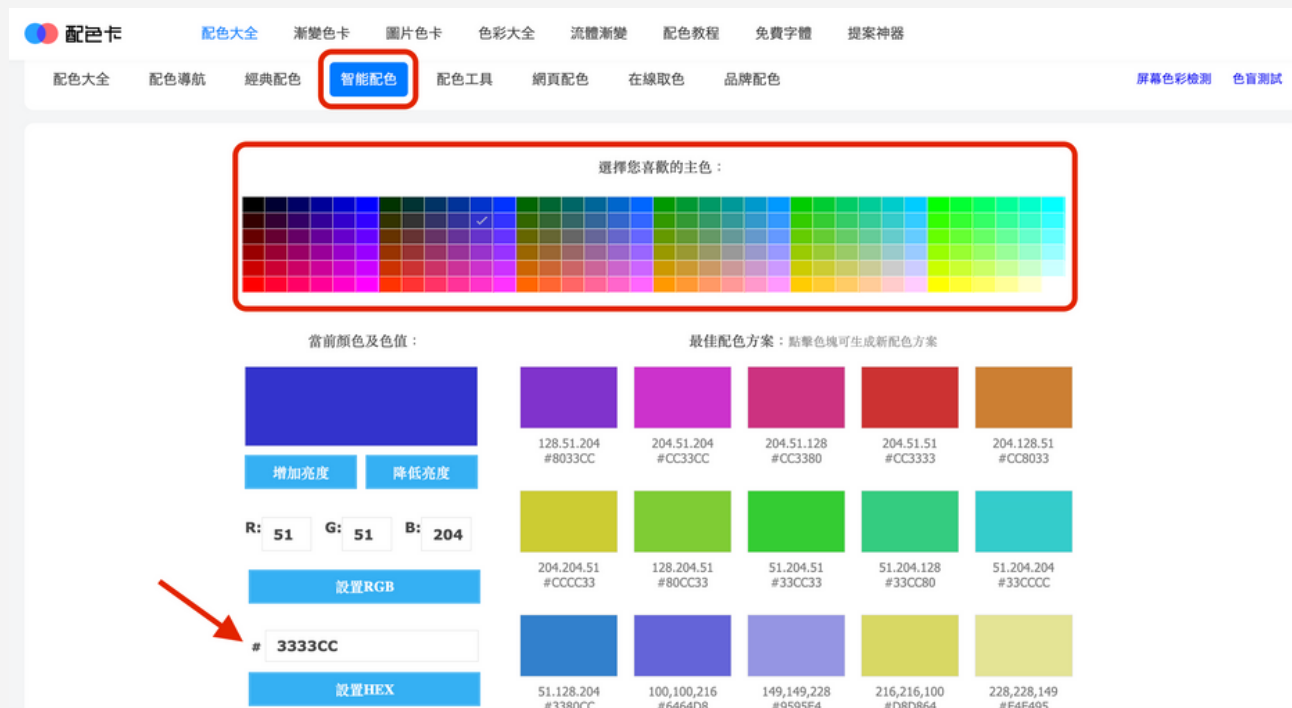 配色卡 配色大全 漸變色卡 圖片色卡 色彩大全 流體漸變 配色教程 免費字體 提案神器
配色大全 配色導航 經典配色 智能配色 配色工具 網頁配色 在線取色 品牌配色 屏幕色彩檢測 色盲測試
選擇您喜歡的主色：
當前顏色及色值：
最佳配色方案：點擊色塊可生成新配色方案
128.51.204 204.51.204 204.51.128 204.51.51 204.128.51
#8033CC #CC33CC #CC3380 #CC3333 #CC8033
增加亮度 降低亮度
R: 51 G: 51 B: 204
204.204.51 128.204.51 51.204.51 51.204.128 51.204.204
#CCCC33 #80CC33 #33CC33 #33CC80 #33CCCC
設置RGB
# 3333CC
設置HEX
51.128.204 100,100,216 149,149,228 216,216,100 228,228,149
#3380CC #6464D8 #9595E4 #D8D864 #E4E495